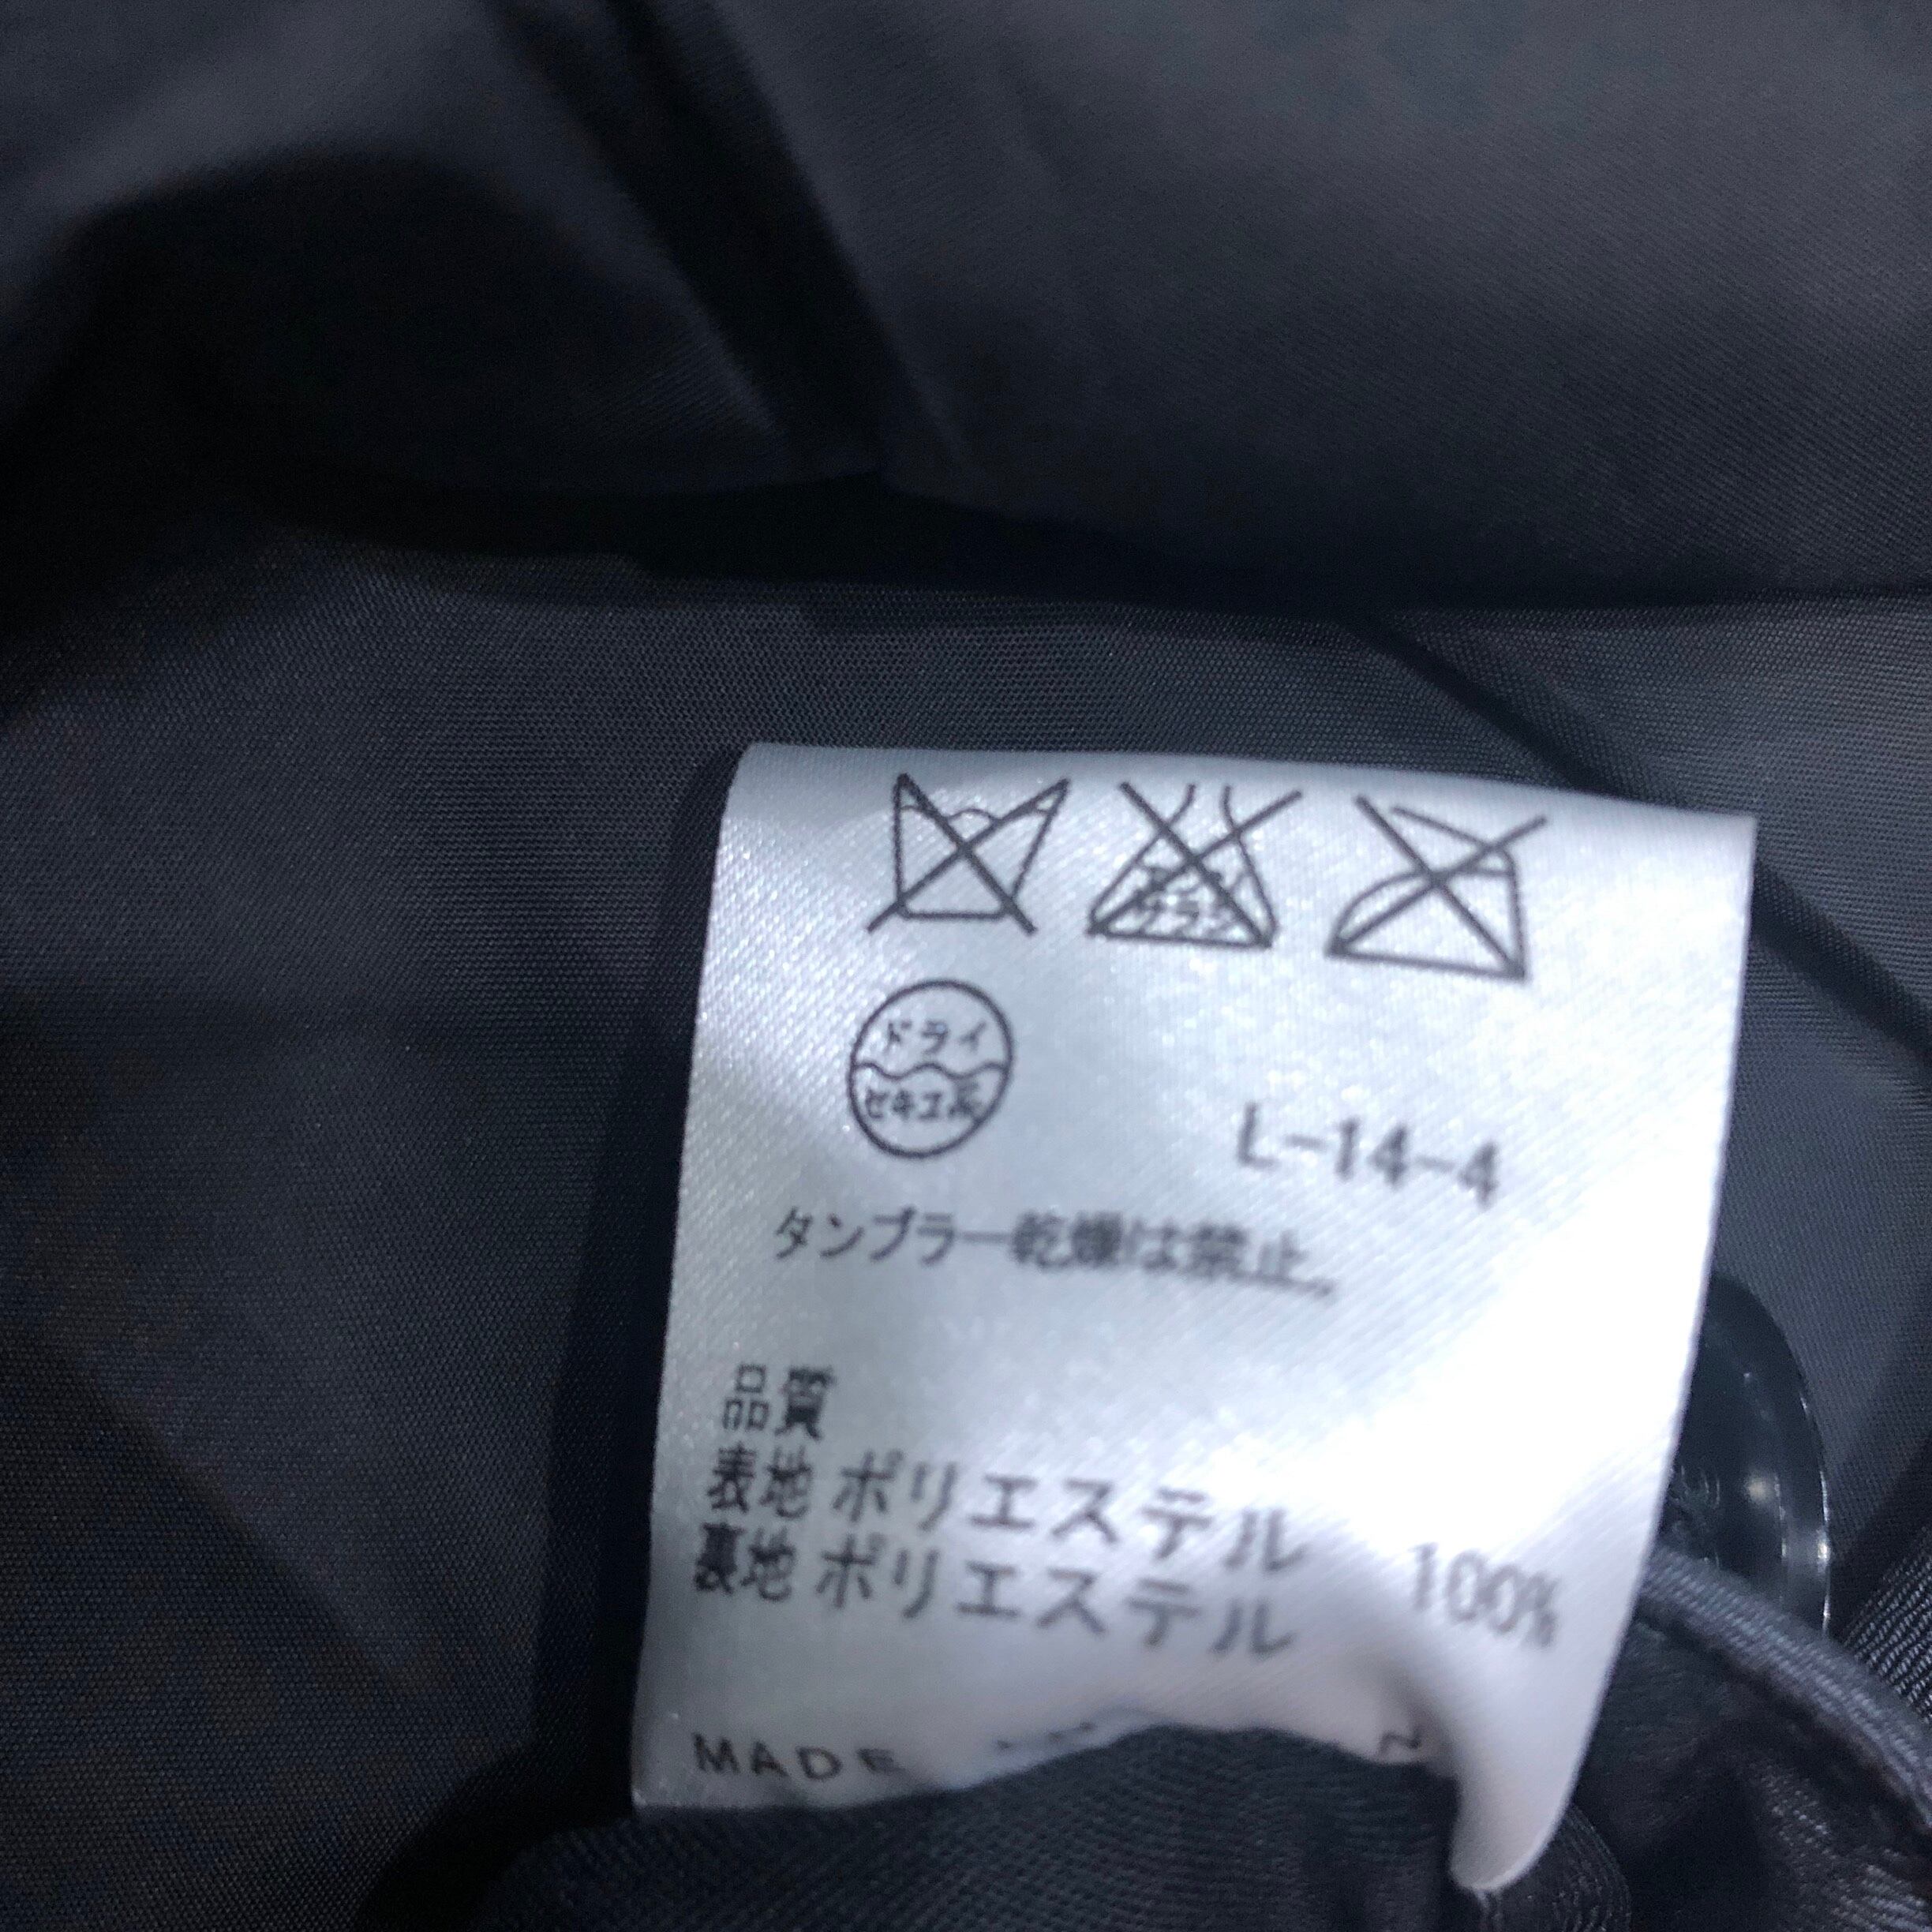 ドライ
セキユ系
L-14-4
タンブラー乾燥は禁止。
品質
表地 ポリエステル
裏地 ポリエステル 100%
MADE